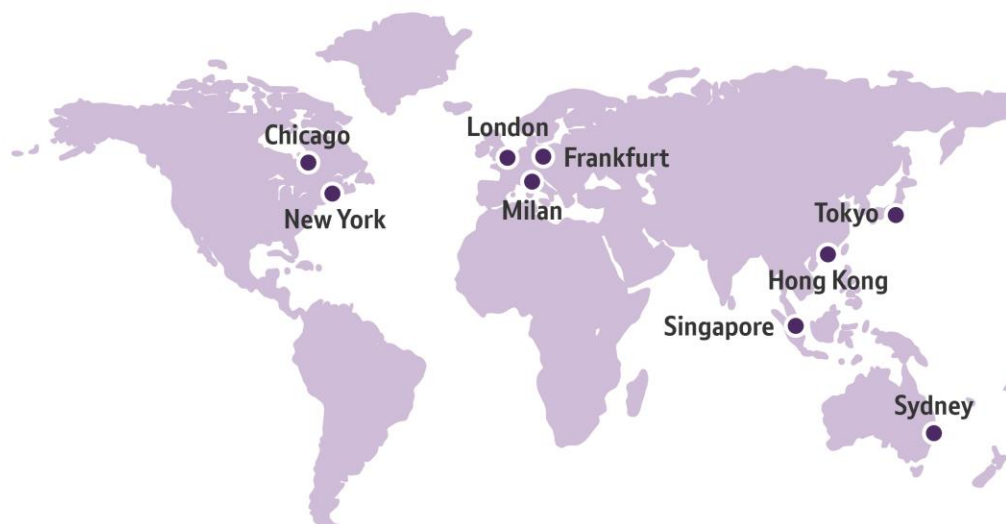 Chicago
London
Frankfurt
New York
Milan
Tokyo
Hong Kong
Singapore
Sydney